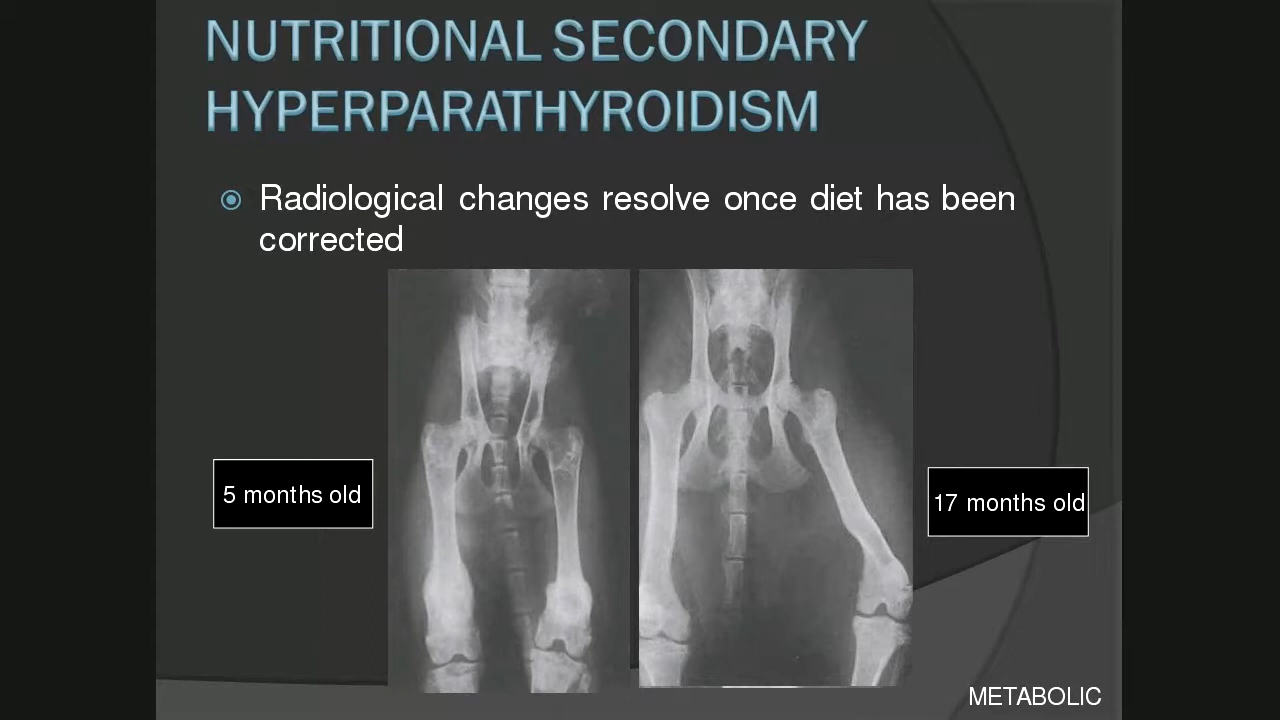 NUTRITIONAL SECONDARY
HYPERPARATHYROIDISM
Radiological changes resolve once diet has been
corrected
5 months old
17 months old
METABOLIC